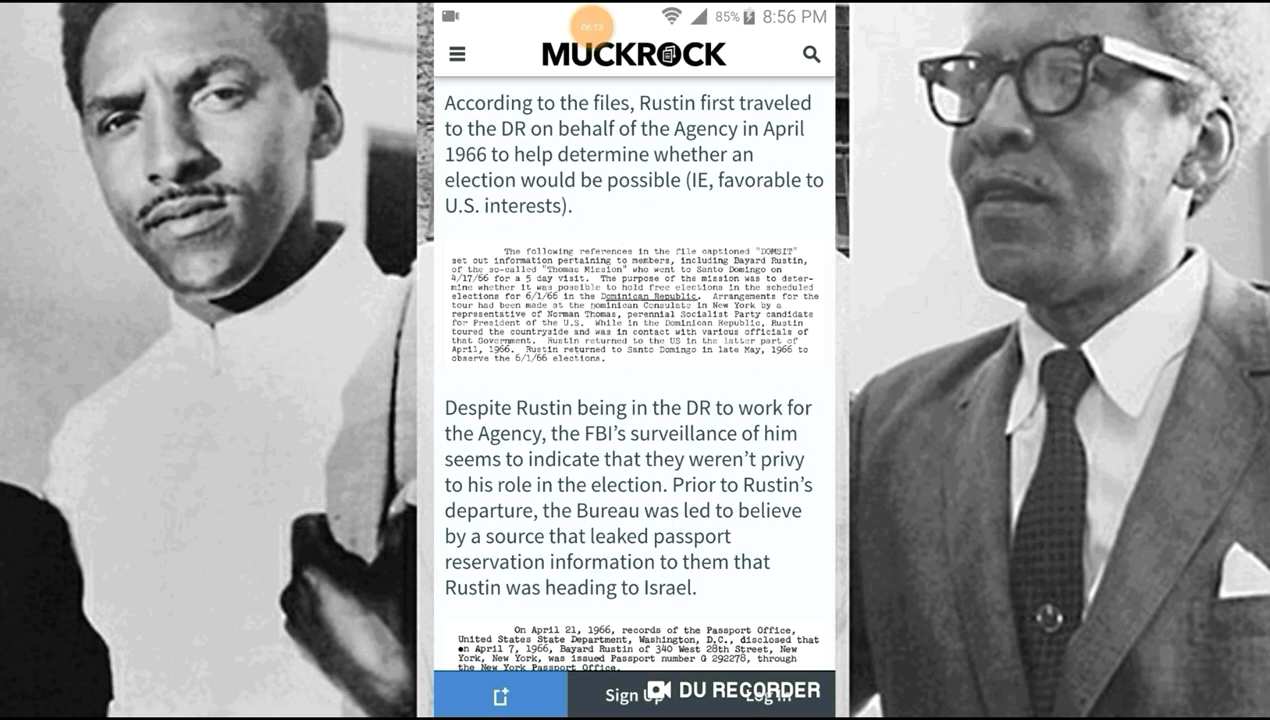 06:13
85% 8:56 PM
MUCKROCK
According to the files, Rustin first traveled
to the DR on behalf of the Agency in April
1966 to help determine whether an
election would be possible (IE, favorable to
U.S. interests).
The following references in the file captioned "DOMSIT"
set out information pertaining to members, including Bayard Rustin,
of the so-called "Thomas Mission" who went to Santo Domingo on
4/17/66 for a 5 day visit. The purpose of the mission was to deter-
mine whether it was possible to hold free elections in the scheduled
elections for 6/1/66 in the Dominican Republic. Arrangements for the
tour had been made at the Dominican Consulate in New York by a
representative of Norman Thomas, perennial Socialist Party candidate
for President of the U.S. While in the Dominican Republic, Rustin
toured the countryside and was in contact with various officials of
that Government. Rustin returned to the US in the latter part of
April, 1966. Rustin returned to Santo Domingo in late May, 1966 to
observe the 6/1/66 elections.
Despite Rustin being in the DR to work for
the Agency, the FBI's surveillance of him
seems to indicate that they weren't privy
to his role in the election. Prior to Rustin's
departure, the Bureau was led to believe
by a source that leaked passport
reservation information to them that
Rustin was heading to Israel.
On April 21, 1966, records of the Passport Office,
United States State Department, Washington, D.C., disclosed that
on April 7, 1966, Bayard Rustin of 340 West 28th Street, New
York, New York, was issued Passport number G 292278, through
the New York Passport Office.
Sign Up DU RECORDER